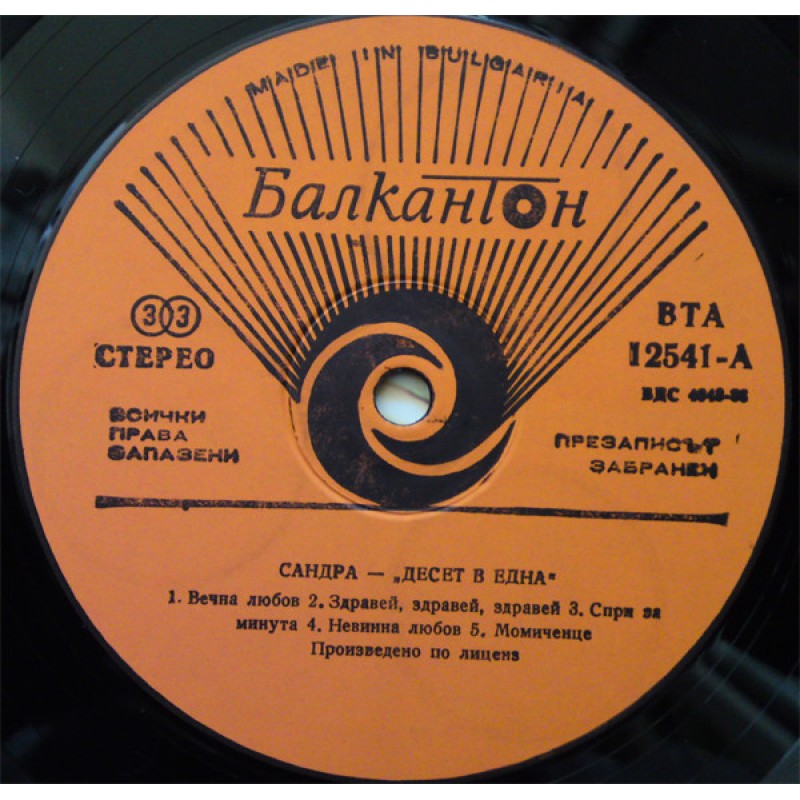 MADE IN BULGARIA
Балкантон
33
СТЕРЕО
ВТА
12541-А
ВСИЧКИ
ПРАВА
ЗАПАЗЕНИ
БДС
ПРЕЗАПИСЪТ
ЗАБРАНЕН
САНДРА — „ДЕСЕТ В ЕДНА"
1. Вечна любов 2. Здравей, здравей, здравей 3. Спри за
минута 4. Невинна любов 5. Момиченце
Произведено по лиценз